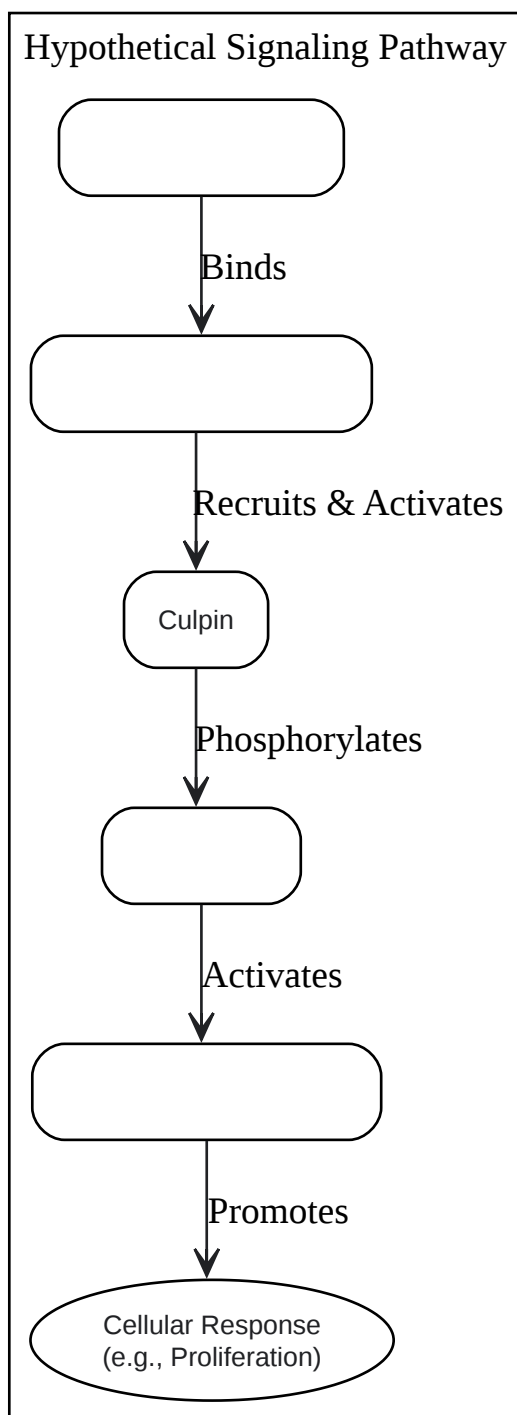 Hypothetical Signaling Pathway
Binds
Recruits & Activates
Culpin
Phosphorylates
Activates
Promotes
Cellular Response
(e.g., Proliferation)